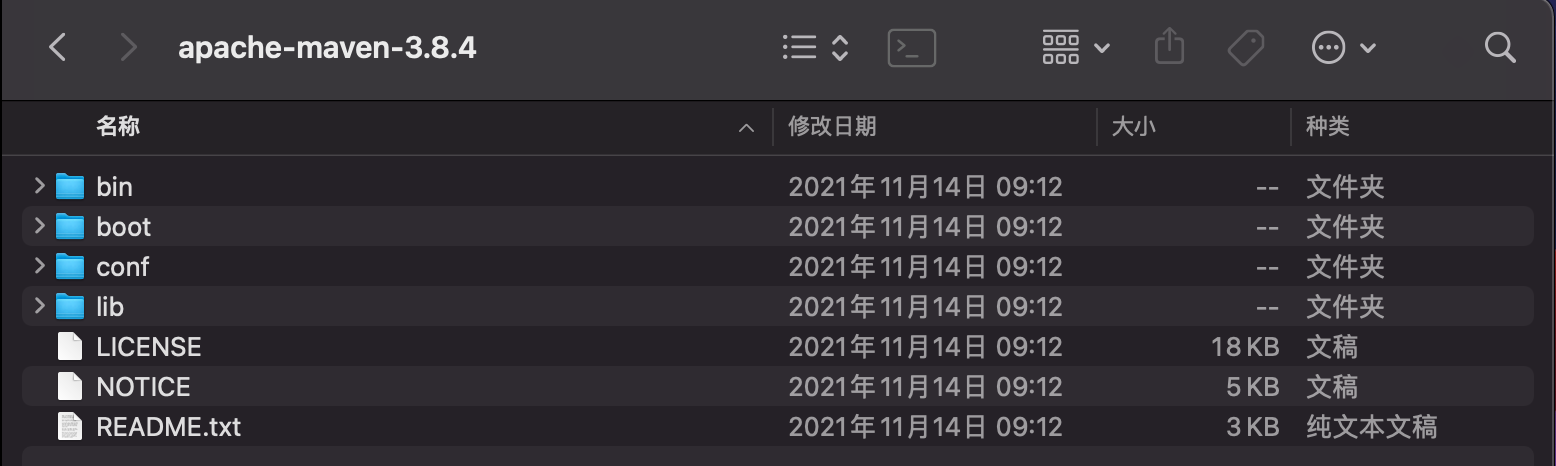 apache-maven-3.8.4
名称 修改日期 大小 种类
bin 2021年11月14日 09:12 -- 文件夹
boot 2021年11月14日 09:12 -- 文件夹
conf 2021年11月14日 09:12 -- 文件夹
lib 2021年11月14日 09:12 -- 文件夹
LICENSE 2021年11月14日 09:12 18 KB 文稿
NOTICE 2021年11月14日 09:12 5 KB 文稿
README.txt 2021年11月14日 09:12 3 KB 纯文本文稿